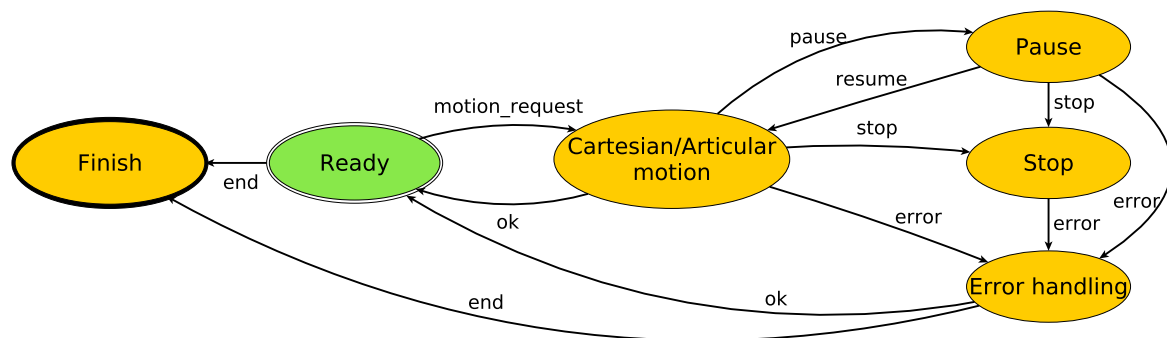 pause
Pause
resume
motion_request
stop
stop
Cartesian/Articular
motion
Finish
Ready
Stop
end
error
ok
error
error
Error handling
end
ok